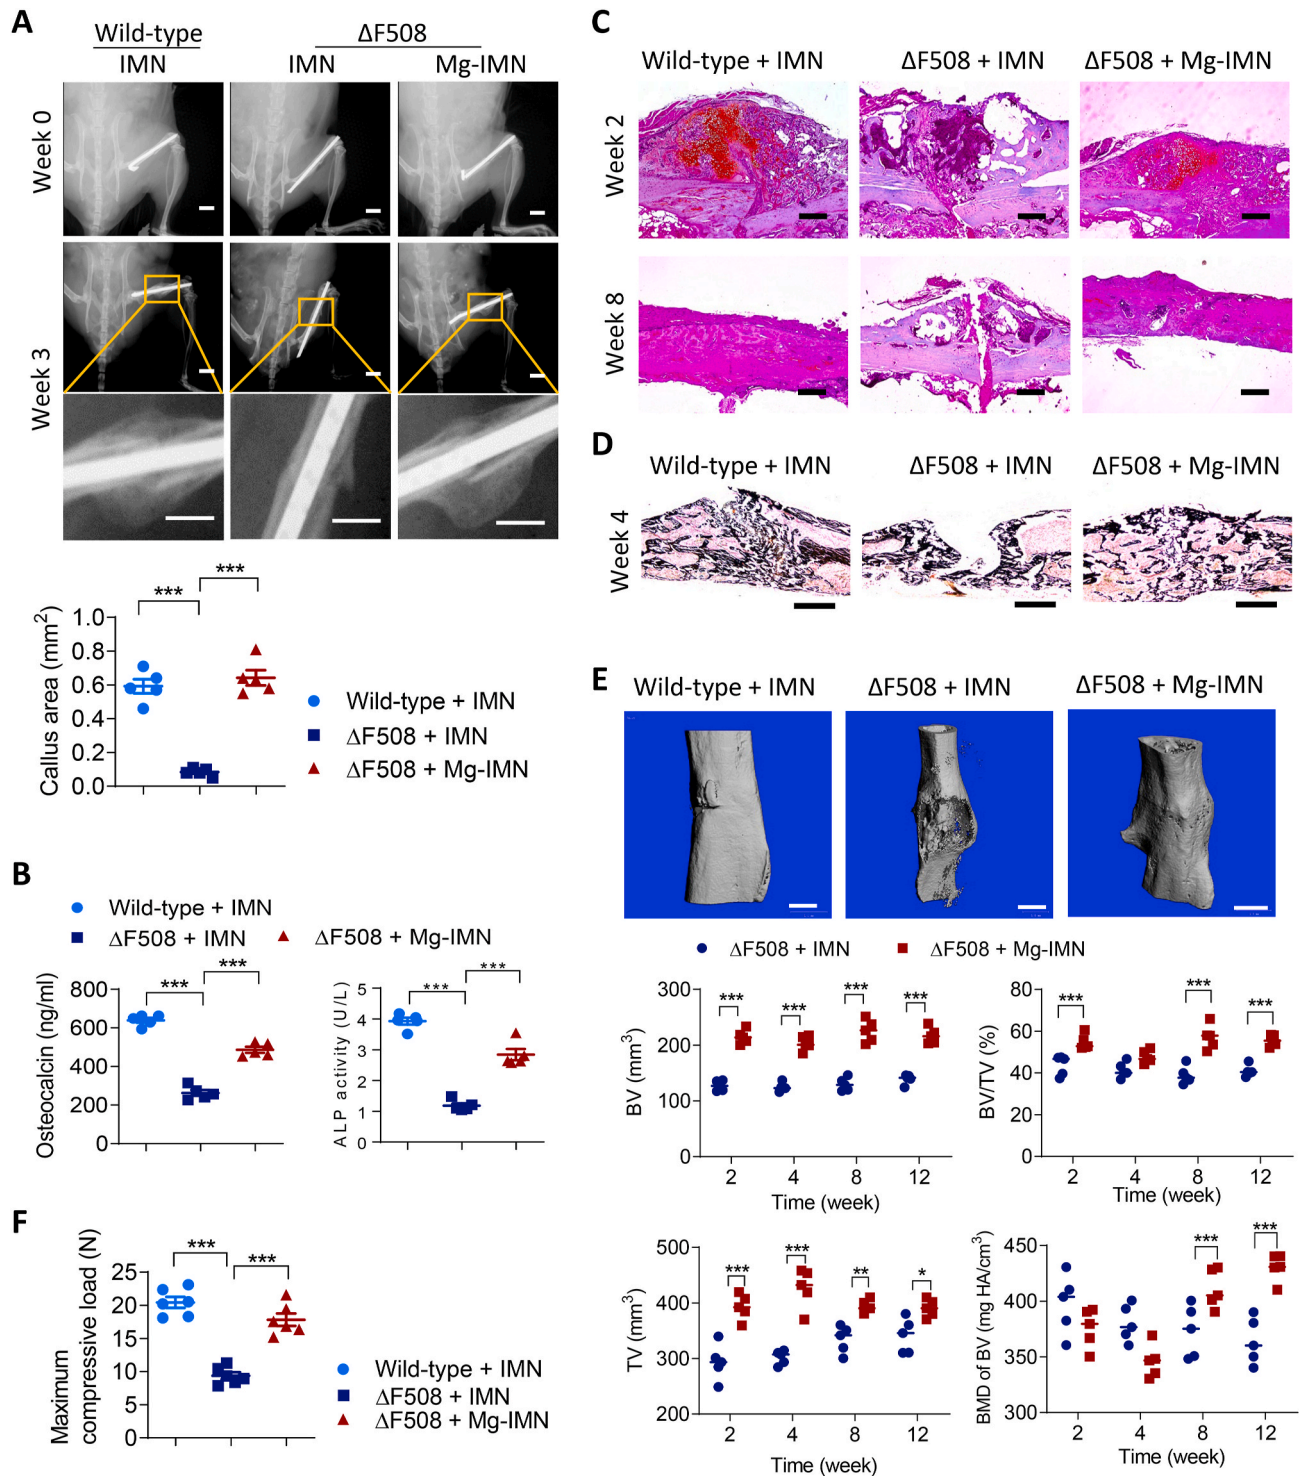 A
Wild-type
ΔF508
IMN
IMN
Mg-IMN
Week 0
Week 3
***
***
Callus area (mm²)
1.0
0.8
0.6
0.4
0.2
0.0
Wild-type + IMN
ΔF508 + IMN
ΔF508 + Mg-IMN
B
Wild-type + IMN
ΔF508 + IMN
ΔF508 + Mg-IMN
Osteocalcin (ng/ml)
800
600
400
200
0
***
***
ALP activity (U/L)
5
4
3
2
1
0
***
***
F
Maximum
compressive load (N)
25
20
15
10
5
0
***
***
Wild-type + IMN
ΔF508 + IMN
ΔF508 + Mg-IMN
C
Wild-type + IMN
ΔF508 + IMN
ΔF508 + Mg-IMN
Week 2
Week 8
D
Wild-type + IMN
ΔF508 + IMN
ΔF508 + Mg-IMN
Week 4
E
Wild-type + IMN
ΔF508 + IMN
ΔF508 + Mg-IMN
ΔF508 + IMN
ΔF508 + Mg-IMN
BV (mm³)
300
200
100
0
***
***
***
***
2 4 8 12
Time (week)
BV/TV (%)
80
60
40
20
0
***
***
***
2 4 8 12
Time (week)
TV (mm³)
500
400
300
200
***
***
**
*
2 4 8 12
Time (week)
BMD of BV (mg HA/cm³)
450
400
350
300
***
***
2 4 8 12
Time (week)